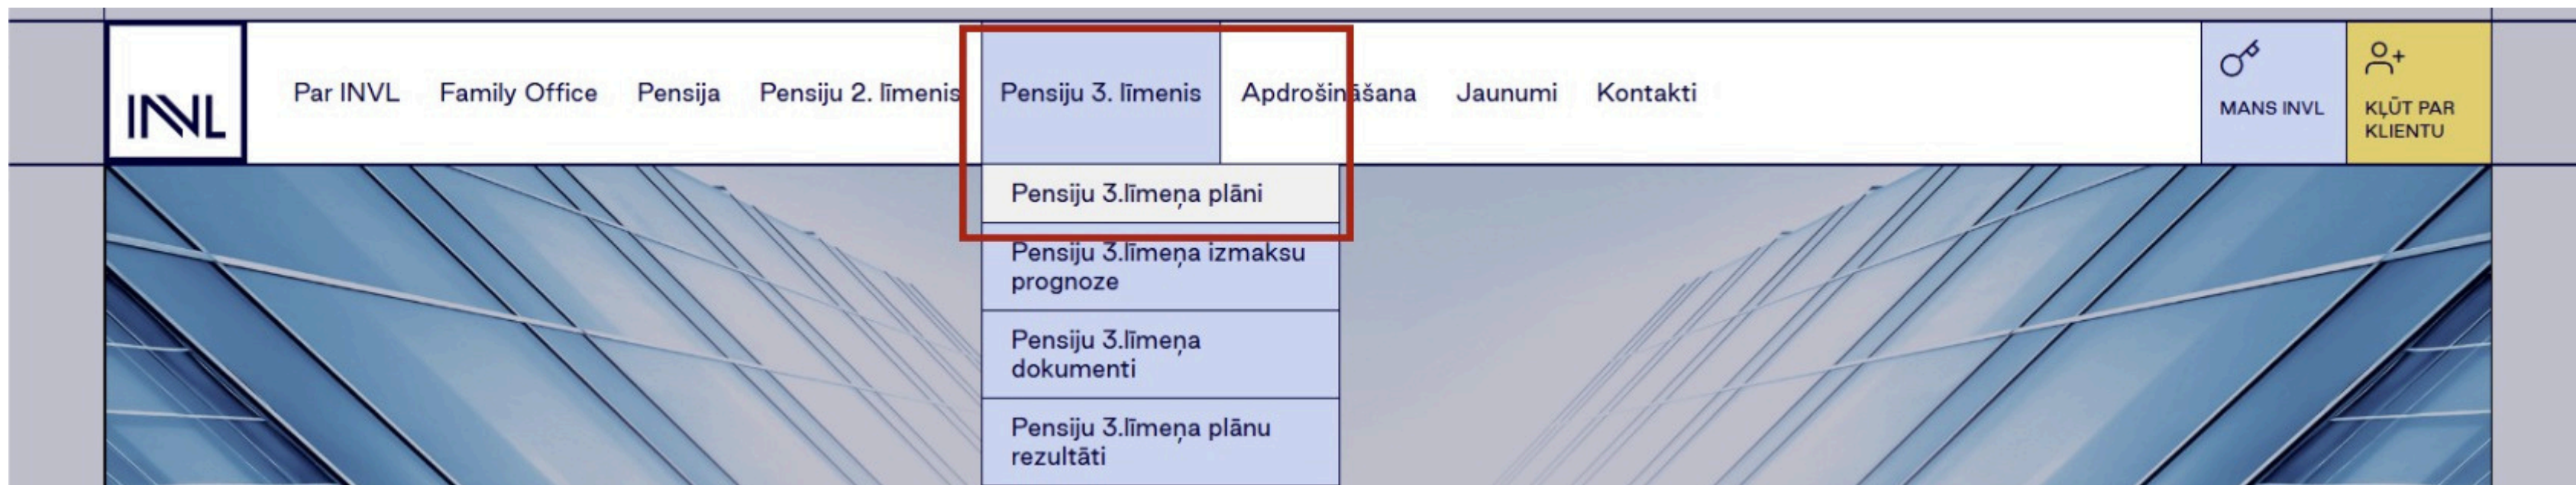 INVL
Par INVL
Family Office
Pensija
Pensiju 2. līmenis
Pensiju 3. līmenis
Apdrošināšana
Jaunumi
Kontakti
MANS INVL
KĻŪT PAR
KLIENTU
Pensiju 3.līmeņa plāni
Pensiju 3.līmeņa izmaksu
prognoze
Pensiju 3.līmeņa
dokumenti
Pensiju 3.līmeņa plānu
rezultāti